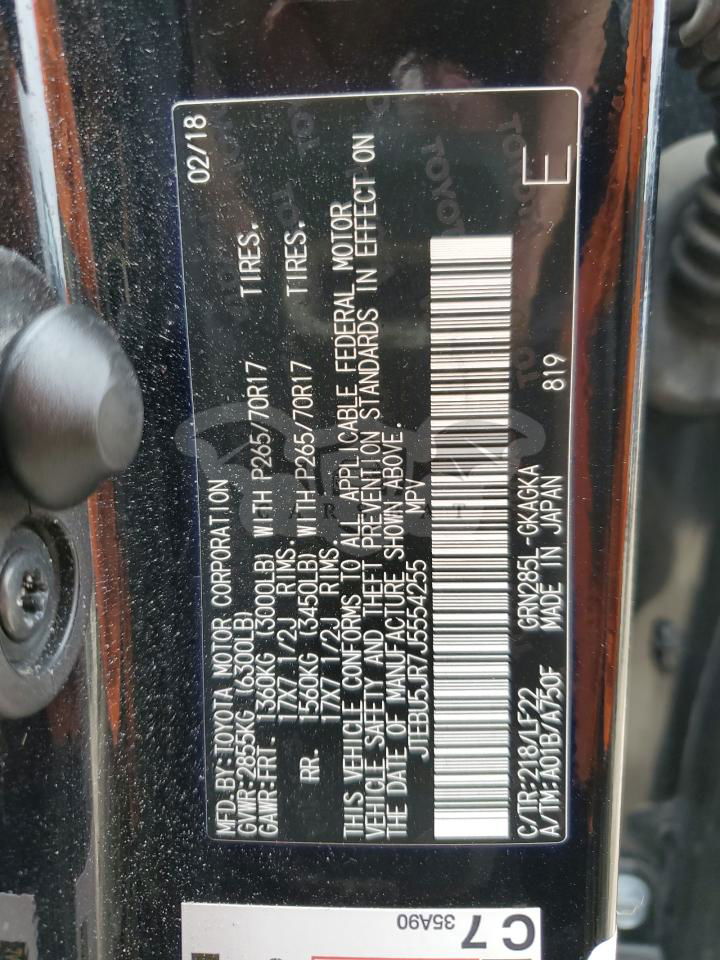 02/18
MFD.BY:TOYOTA MOTOR CORPORATION
GVWR:2855KG (6300LB)
GAWR:FRT. 1360KG (3000LB) WITH P265/70R17 TIRES.
17X7 1/2J RIMS.
RR. 1560KG (3450LB) WITH P265/70R17 TIRES.
17X7 1/2J RIMS.
THIS VEHICLE CONFORMS TO ALL APPLICABLE FEDERAL MOTOR
VEHICLE SAFETY AND THEFT PREVENTION STANDARDS IN EFFECT ON
THE DATE OF MANUFACTURE SHOWN ABOVE.
JTEBU5JR7J5554255 MPV
C/TR:218/LF22 GRN285L-GKAGKA 819
A/TM:A01B/A750F MADE IN JAPAN
E
C7
35A90